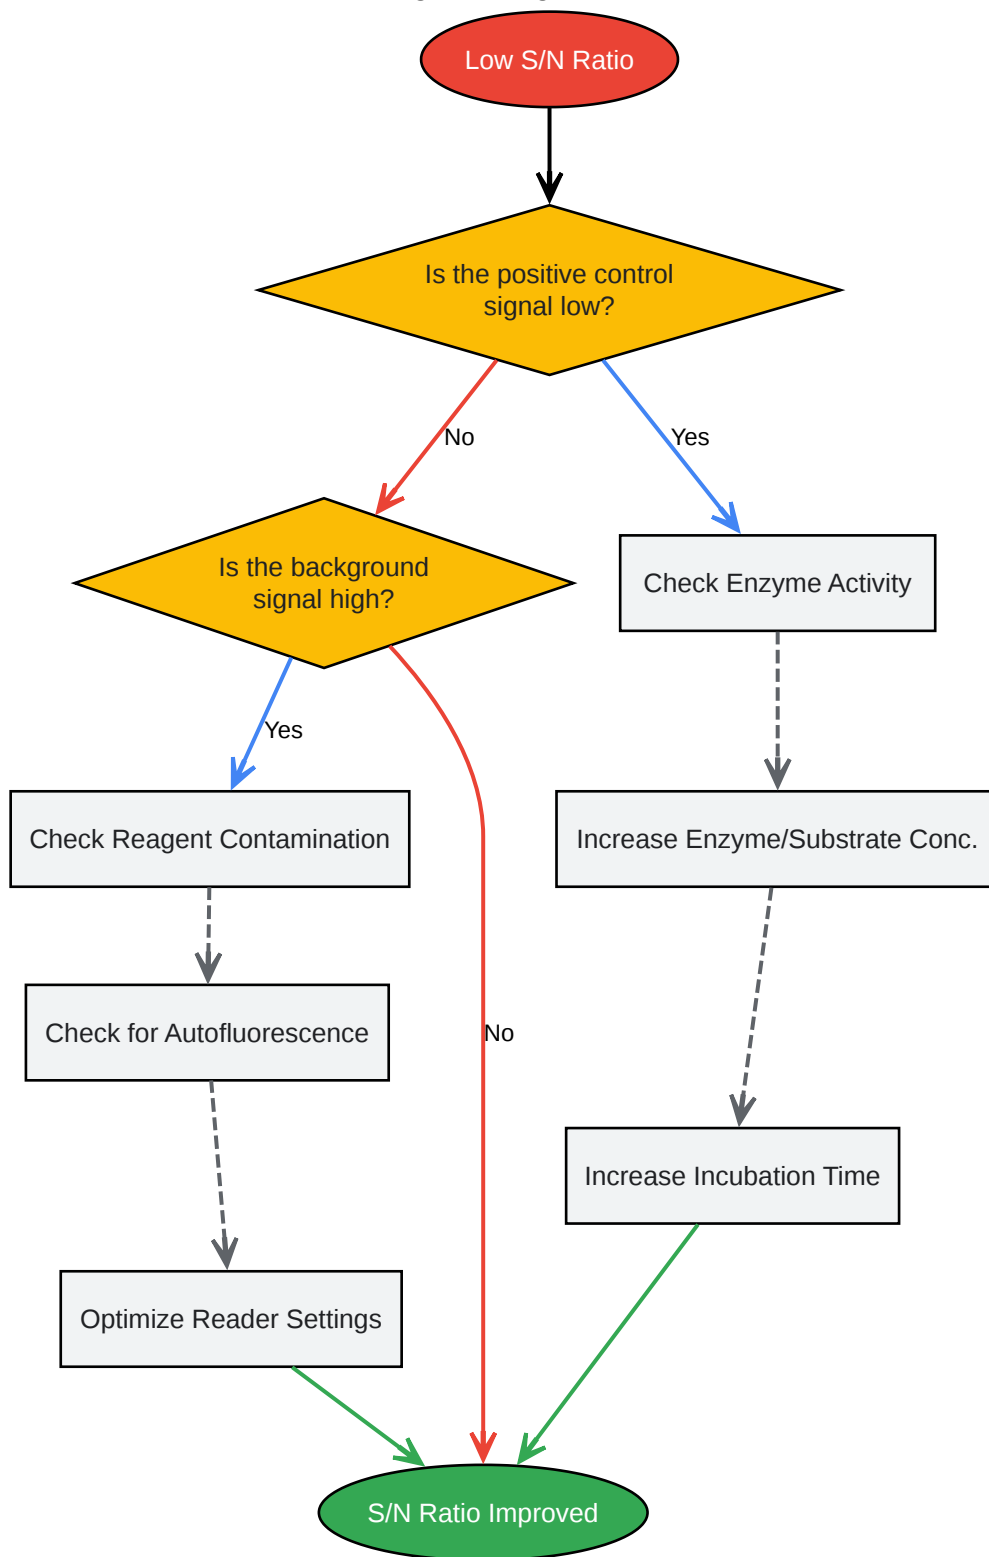 Low S/N Ratio
Is the positive control
signal low?
No
Yes
Is the background
signal high?
Check Enzyme Activity
Yes
Check Reagent Contamination
Increase Enzyme/Substrate Conc.
Check for Autofluorescence
No
Increase Incubation Time
Optimize Reader Settings
S/N Ratio Improved